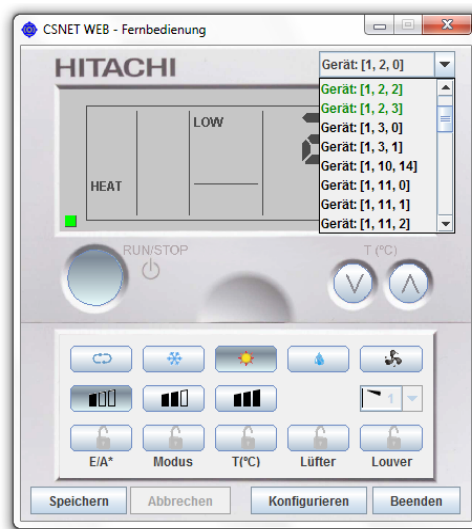 CSNET WEB - Fernbedienung
HITACHI
Gerät: [1, 2, 0]
Gerät: [1, 2, 2]
Gerät: [1, 2, 3]
Gerät: [1, 3, 0]
Gerät: [1, 3, 1]
Gerät: [1, 10, 14]
Gerät: [1, 11, 0]
Gerät: [1, 11, 1]
Gerät: [1, 11, 2]
LOW
HEAT
RUN/STOP
T (ºC)
1
E/A* Modus T(ºC) Lüfter Louver
Speichern Abbrechen Konfigurieren Beenden